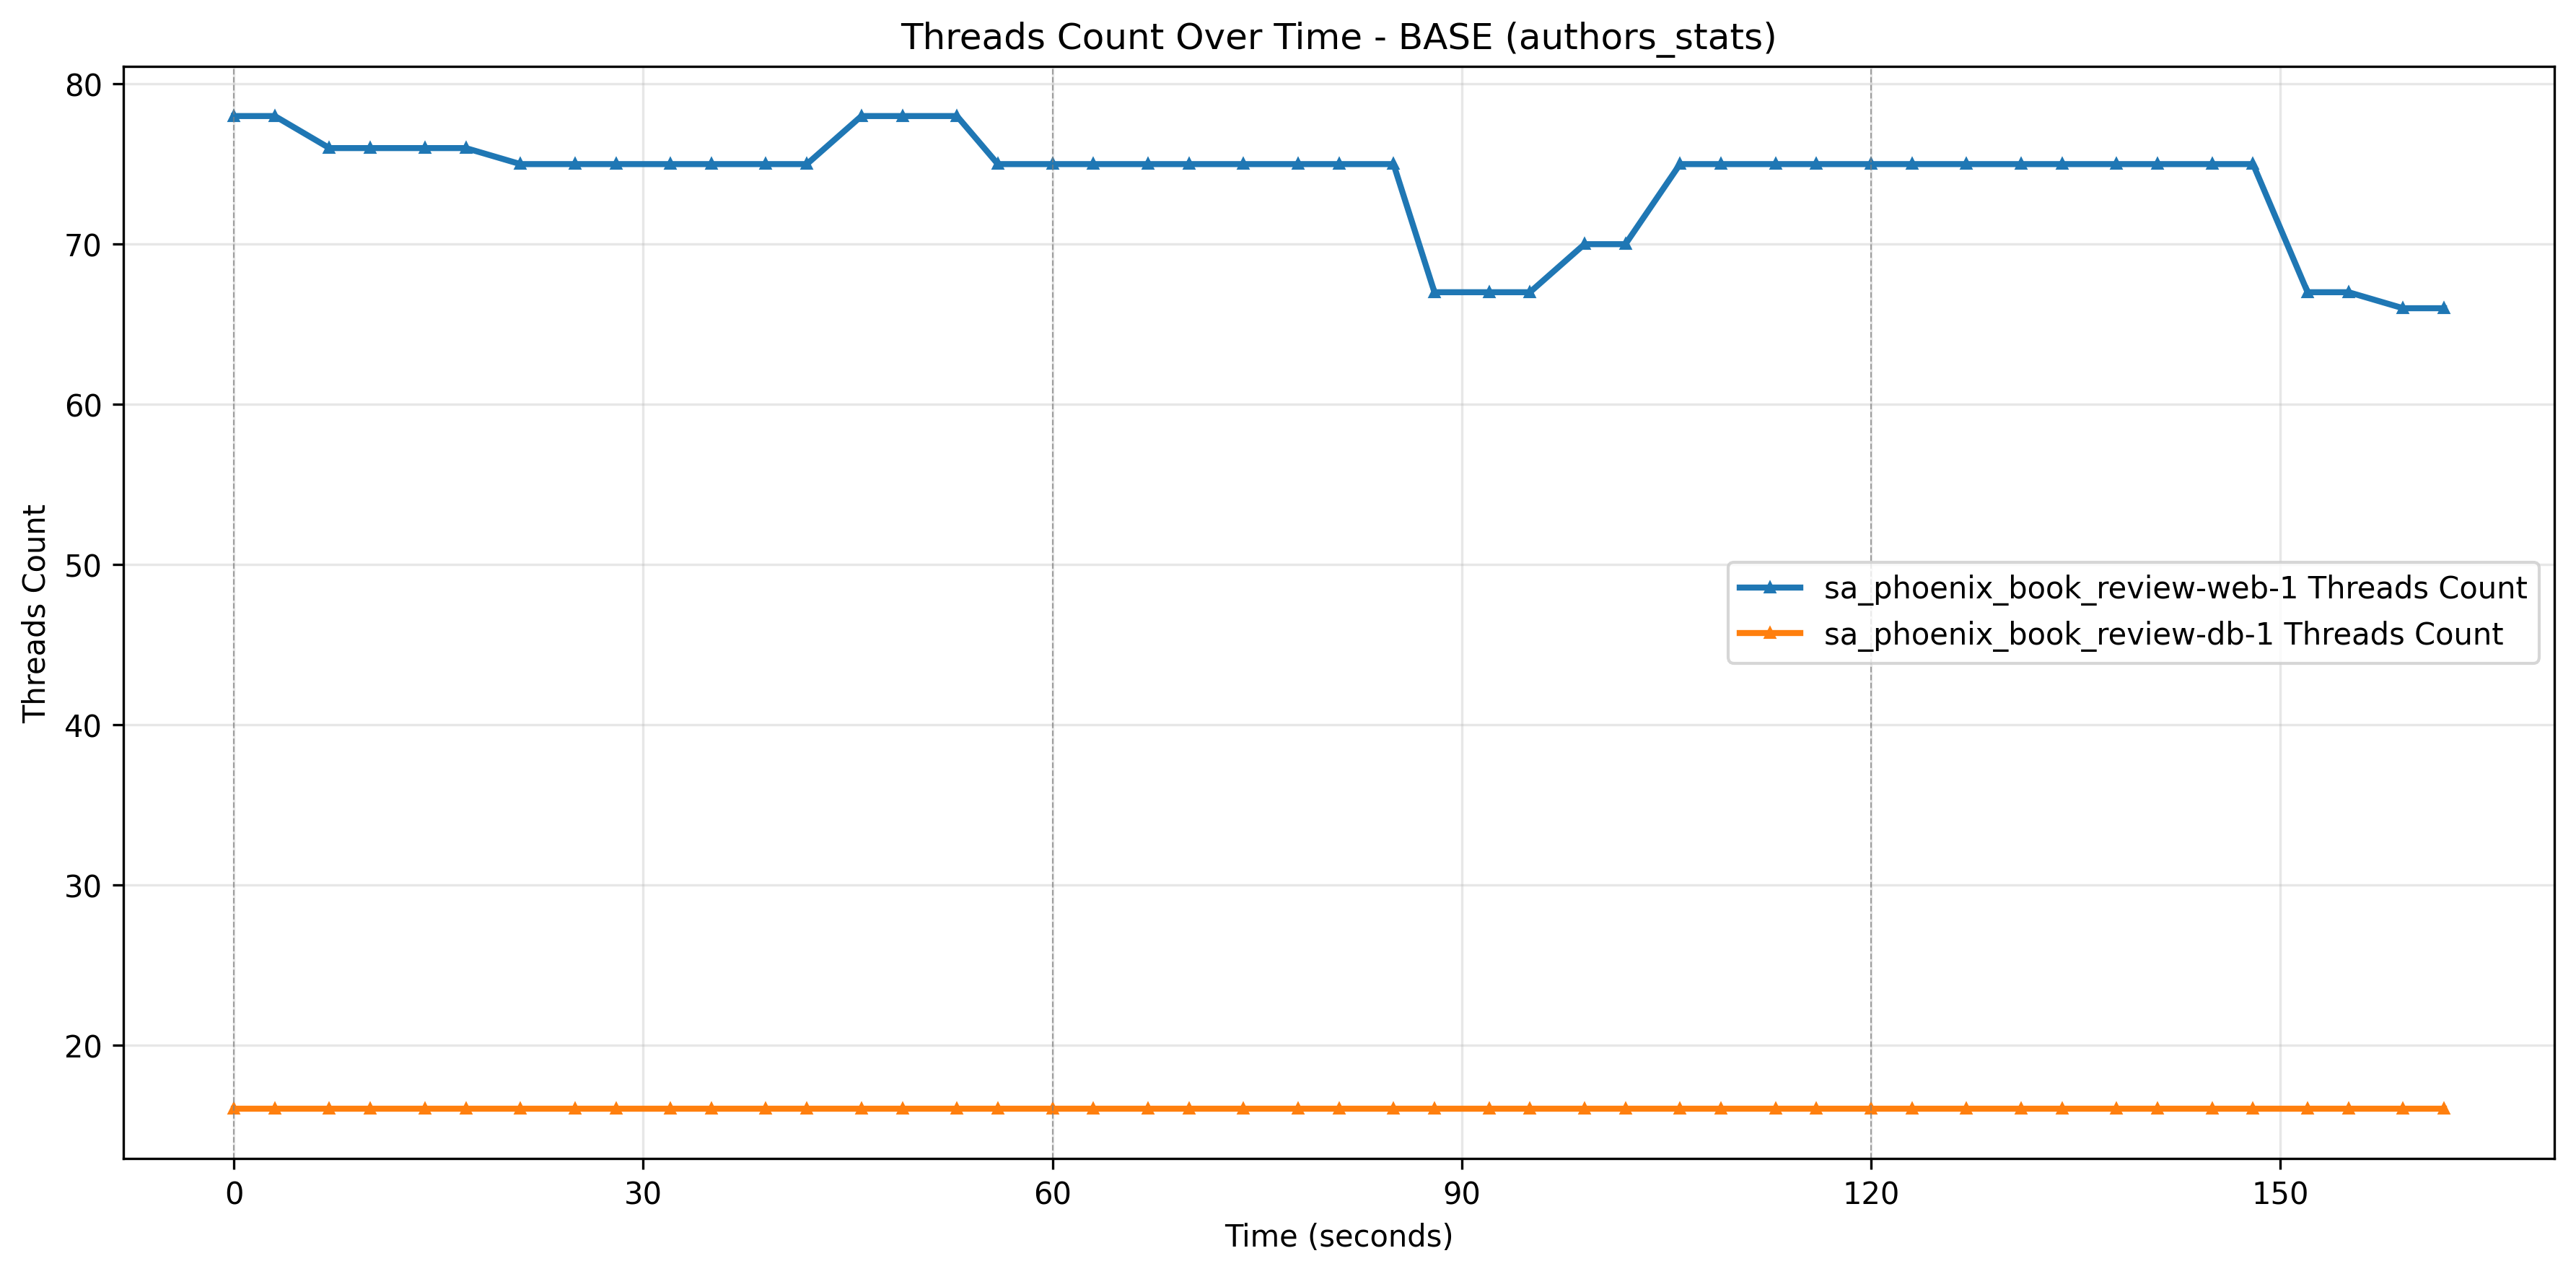 Threads Count Over Time - BASE (authors_stats)
80
70
60
50
40
30
20
Threads Count
sa_phoenix_book_review-web-1 Threads Count
sa_phoenix_book_review-db-1 Threads Count
0 30 60 90 120 150
Time (seconds)